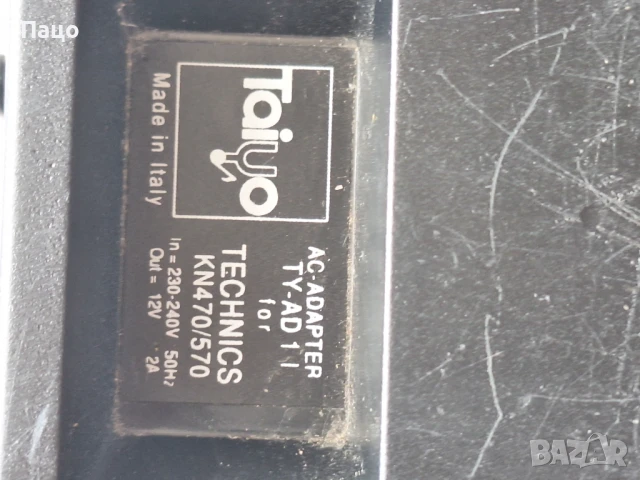 Пацо
Taiyo
Made in Italy
AC-ADAPTER
TY-AD 1 I
for
TECHNICS
KN470/570
In = 230-240V 50Hz
Out = 12V 2A
BAZAR